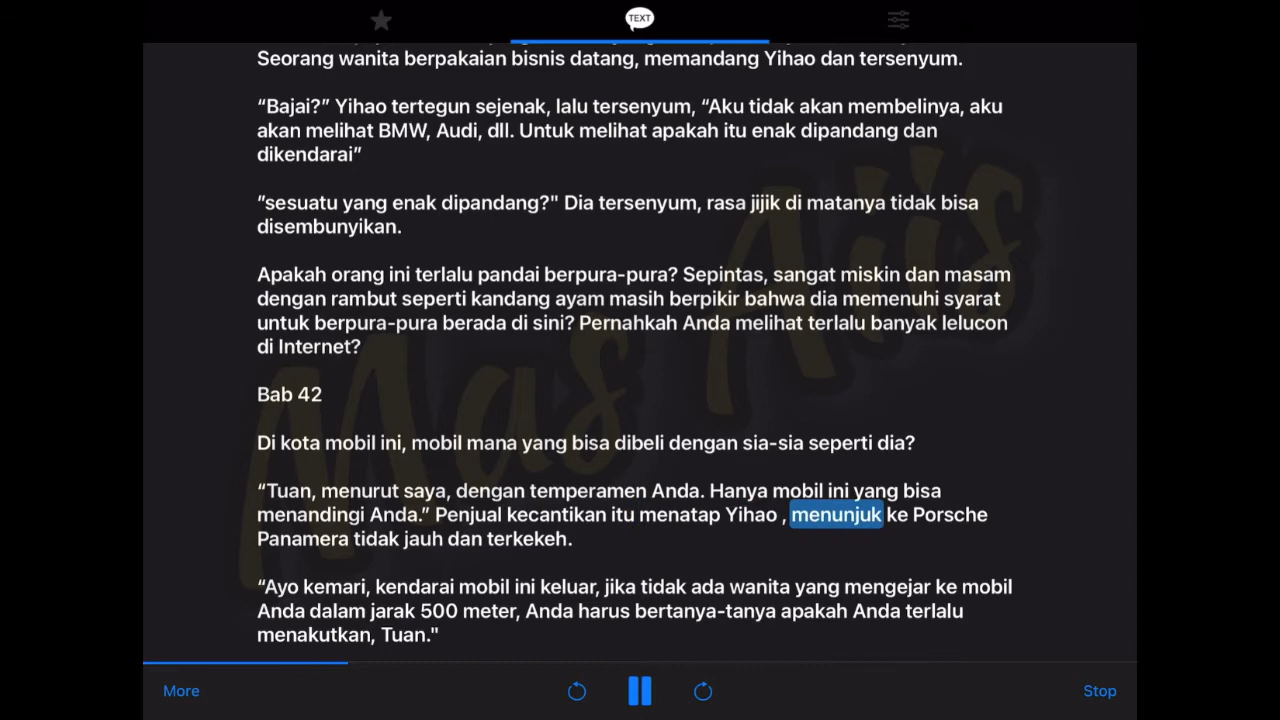 TEXT
Seorang wanita berpakaian bisnis datang, memandang Yihao dan tersenyum.
“Bajai?” Yihao tertegun sejenak, lalu tersenyum, “Aku tidak akan membelinya, aku
akan melihat BMW, Audi, dll. Untuk melihat apakah itu enak dipandang dan
dikendarai”
”sesuatu yang enak dipandang?" Dia tersenyum, rasa jijik di matanya tidak bisa
disembunyikan.
Apakah orang ini terlalu pandai berpura-pura? Sepintas, sangat miskin dan masam
dengan rambut seperti kandang ayam masih berpikir bahwa dia memenuhi syarat
untuk berpura-pura berada di sini? Pernahkah Anda melihat terlalu banyak lelucon
di Internet?
Bab 42
Di kota mobil ini, mobil mana yang bisa dibeli dengan sia-sia seperti dia?
“Tuan, menurut saya, dengan temperamen Anda. Hanya mobil ini yang bisa
menandingi Anda.” Penjual kecantikan itu menatap Yihao , menunjuk ke Porsche
Panamera tidak jauh dan terkekeh.
“Ayo kemari, kendarai mobil ini keluar, jika tidak ada wanita yang mengejar ke mobil
Anda dalam jarak 500 meter, Anda harus bertanya-tanya apakah Anda terlalu
menakutkan, Tuan."
Mas Aiis
More
Stop